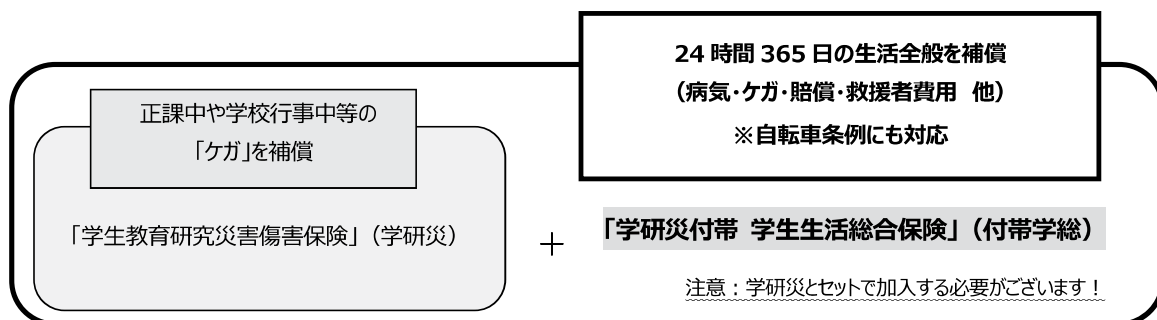 24 時間 365 日の生活全般を補償
（病気・ケガ・賠償・救援者費用　他）
※自転車条例にも対応
正課中や学校行事中等の
「ケガ」を補償
「学生教育研究災害傷害保険」（学研災）
＋
「学研災付帯 学生生活総合保険」（付帯学総）
注意：学研災とセットで加入する必要がございます！